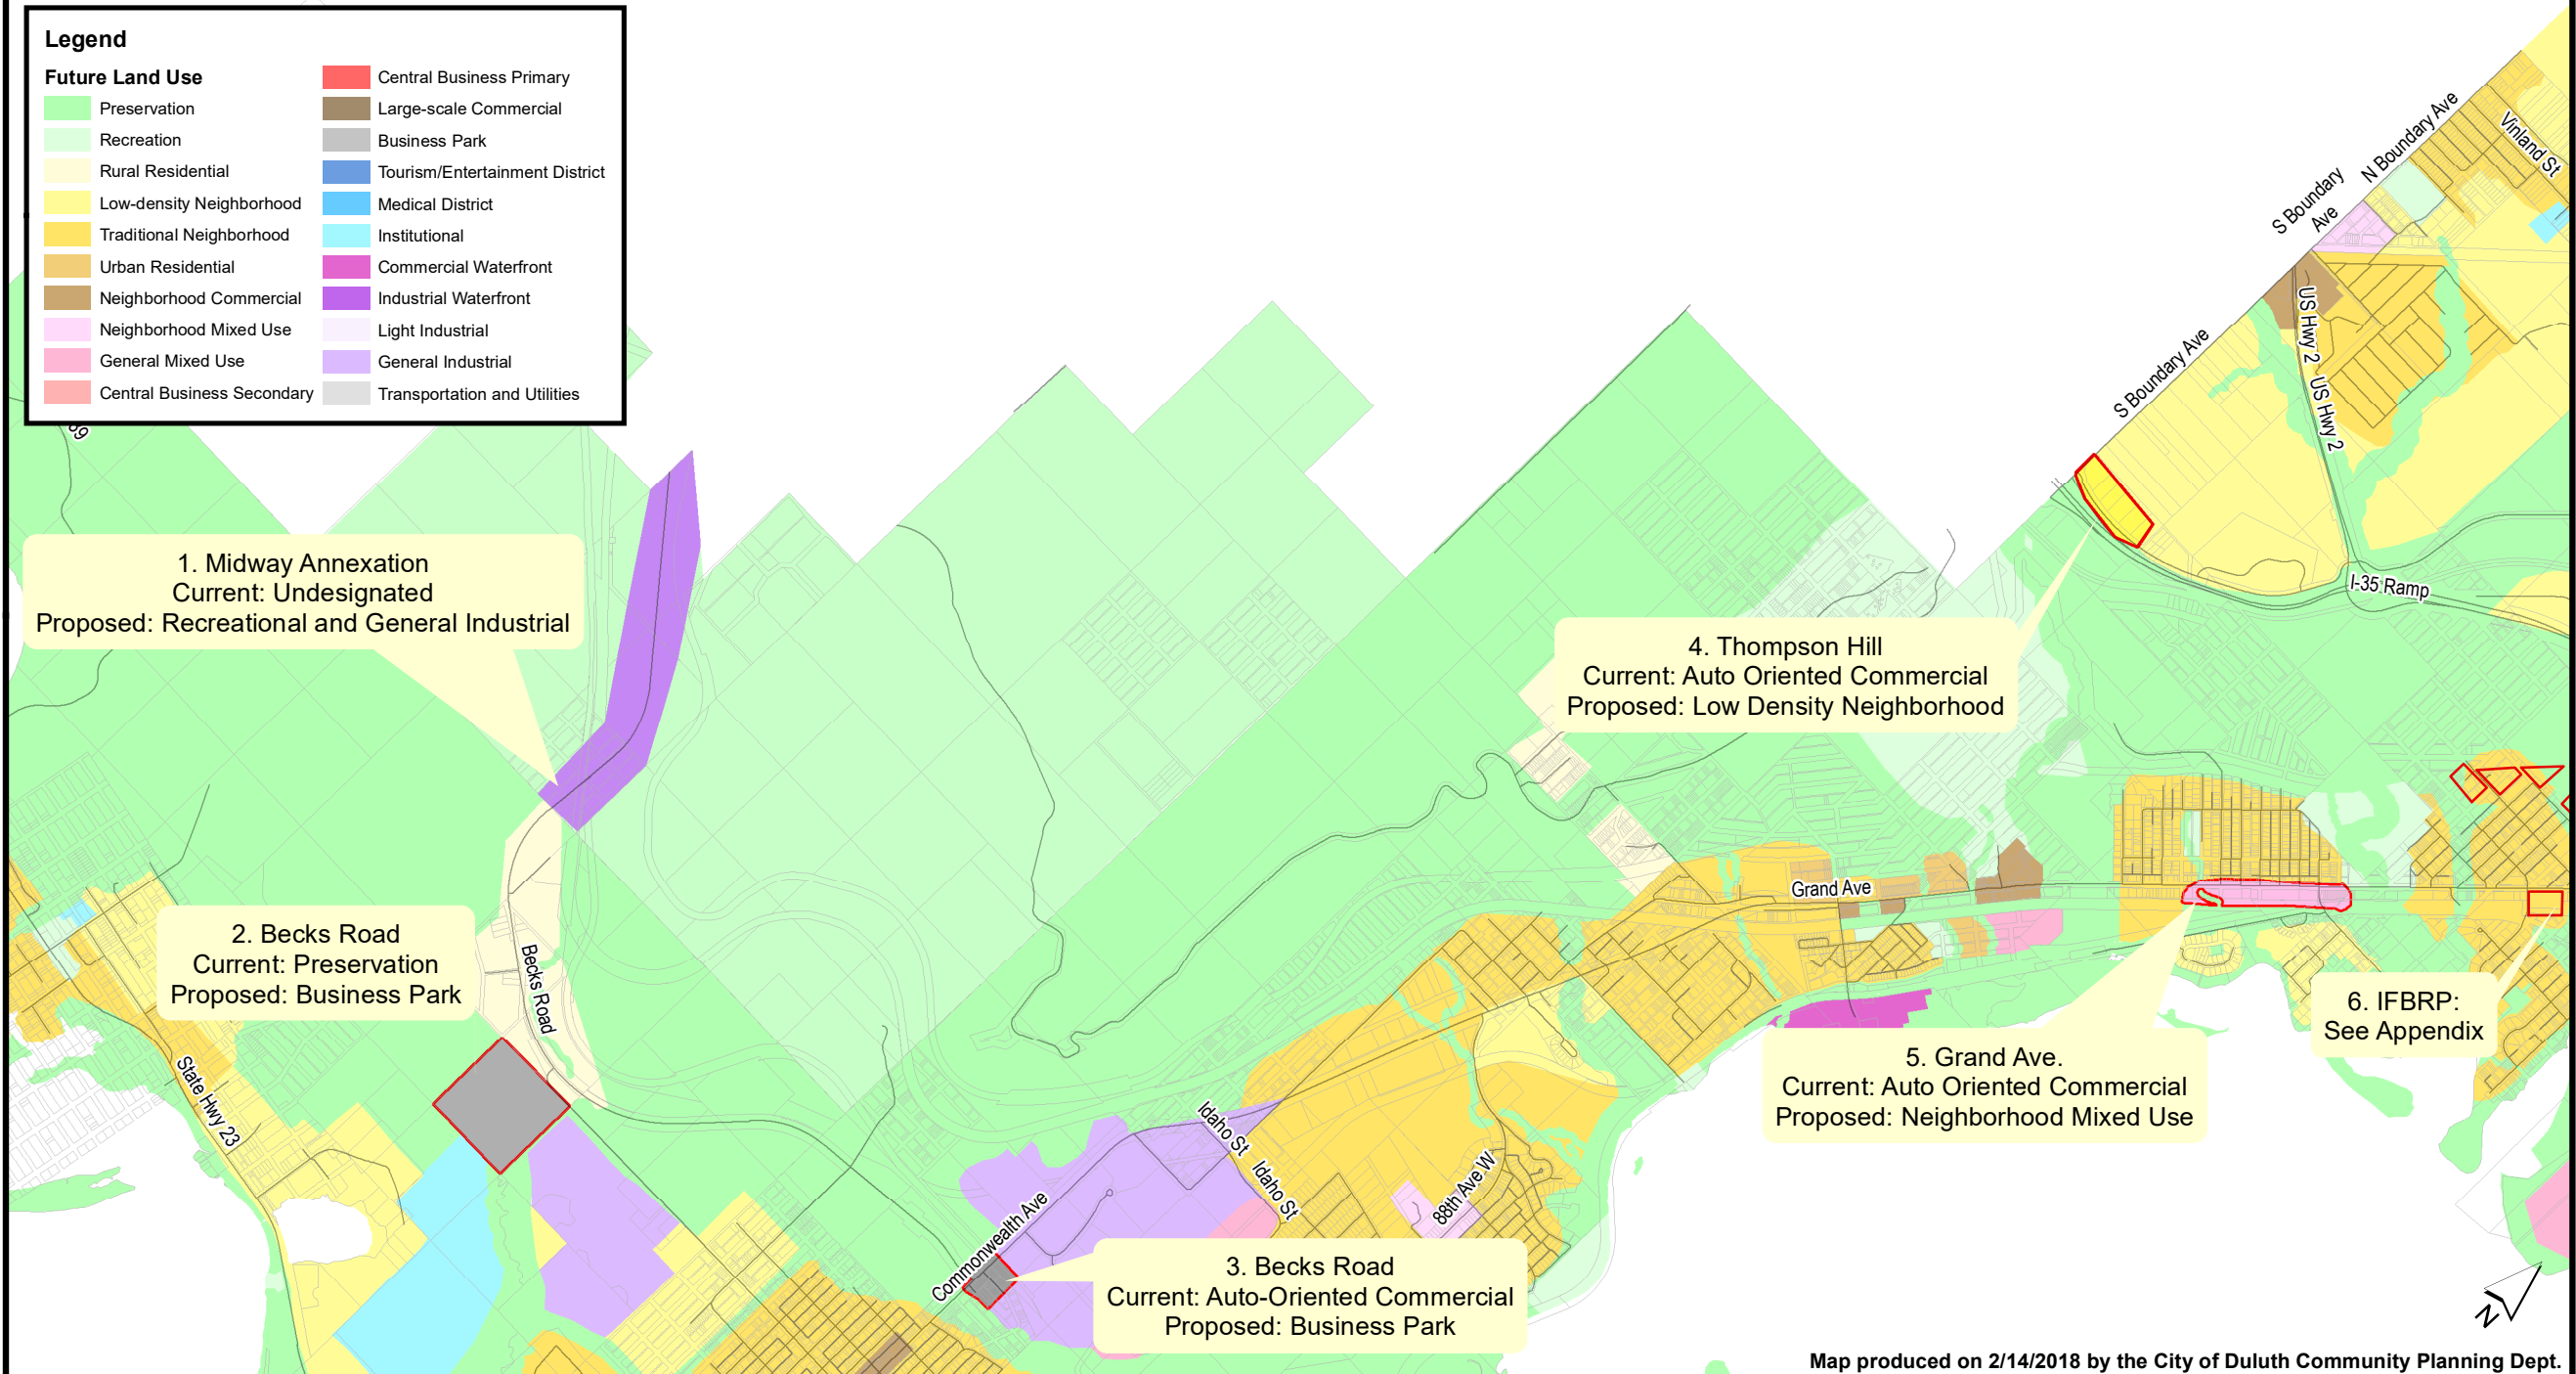 Legend
Future Land Use
Preservation
Recreation
Rural Residential
Low-density Neighborhood
Traditional Neighborhood
Urban Residential
Neighborhood Commercial
Neighborhood Mixed Use
General Mixed Use
Central Business Secondary
Central Business Primary
Large-scale Commercial
Business Park
Tourism/Entertainment District
Medical District
Institutional
Commercial Waterfront
Industrial Waterfront
Light Industrial
General Industrial
Transportation and Utilities
N Boundary Ave
Vinland St
S Boundary
Ave
US Hwy 2
US Hwy 2
S Boundary Ave
I-35 Ramp
1. Midway Annexation
Current: Undesignated
Proposed: Recreational and General Industrial
4. Thompson Hill
Current: Auto Oriented Commercial
Proposed: Low Density Neighborhood
Grand Ave
2. Becks Road
Current: Preservation
Proposed: Business Park
Becks Road
State Hwy 23
6. IFBRP:
See Appendix
5. Grand Ave.
Current: Auto Oriented Commercial
Proposed: Neighborhood Mixed Use
Idaho St
Idaho St
88th Ave W
Commonwealth Ave
3. Becks Road
Current: Auto-Oriented Commercial
Proposed: Business Park
N
Map produced on 2/14/2018 by the City of Duluth Community Planning Dept.